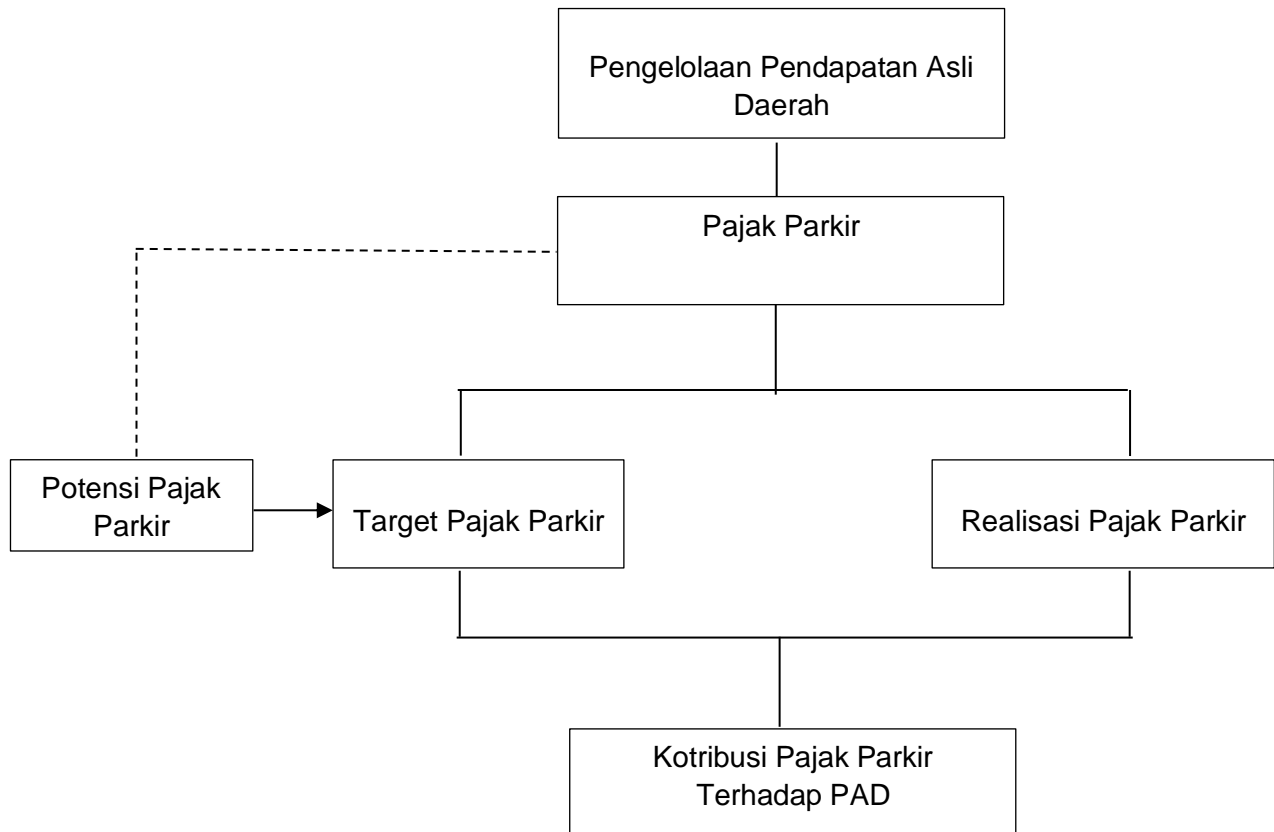 Pengelolaan Pendapatan Asli
Daerah
Pajak Parkir
Potensi Pajak
Parkir
Target Pajak Parkir
Realisasi Pajak Parkir
Kotribusi Pajak Parkir
Terhadap PAD